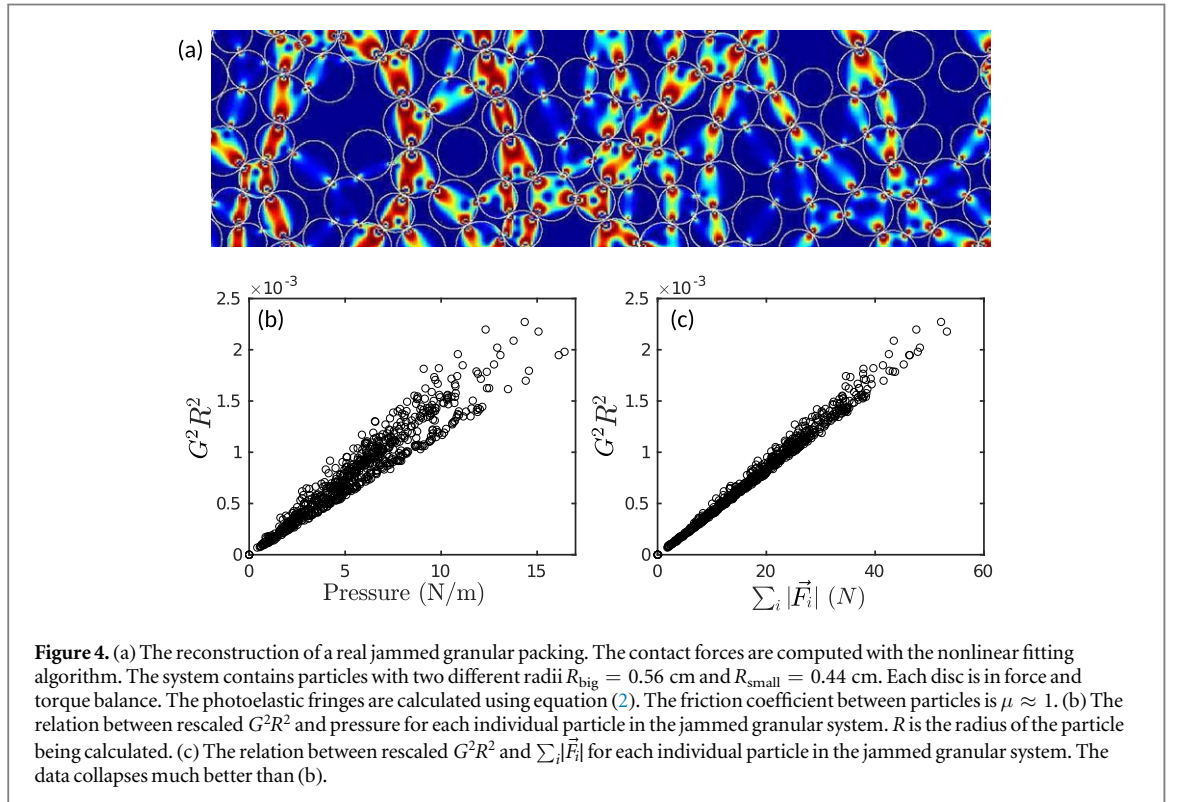 (a)
×10⁻³
2.5
2
1.5
1
0.5
0
G²R²
(b)
0
5
10
15
Pressure (N/m)
×10⁻³
2.5
2
1.5
1
0.5
0
G²R²
(c)
0
20
40
60
∑ᵢ |F⃗ᵢ| (N)
Figure 4. (a) The reconstruction of a real jammed granular packing. The contact forces are computed with the nonlinear fitting
algorithm. The system contains particles with two different radii R_big = 0.56 cm and R_small = 0.44 cm. Each disc is in force and
torque balance. The photoelastic fringes are calculated using equation (2). The friction coefficient between particles is μ ≈ 1. (b) The
relation between rescaled G²R² and pressure for each individual particle in the jammed granular system. R is the radius of the particle
being calculated. (c) The relation between rescaled G²R² and ∑ᵢ|F⃗ᵢ| for each individual particle in the jammed granular system. The
data collapses much better than (b).